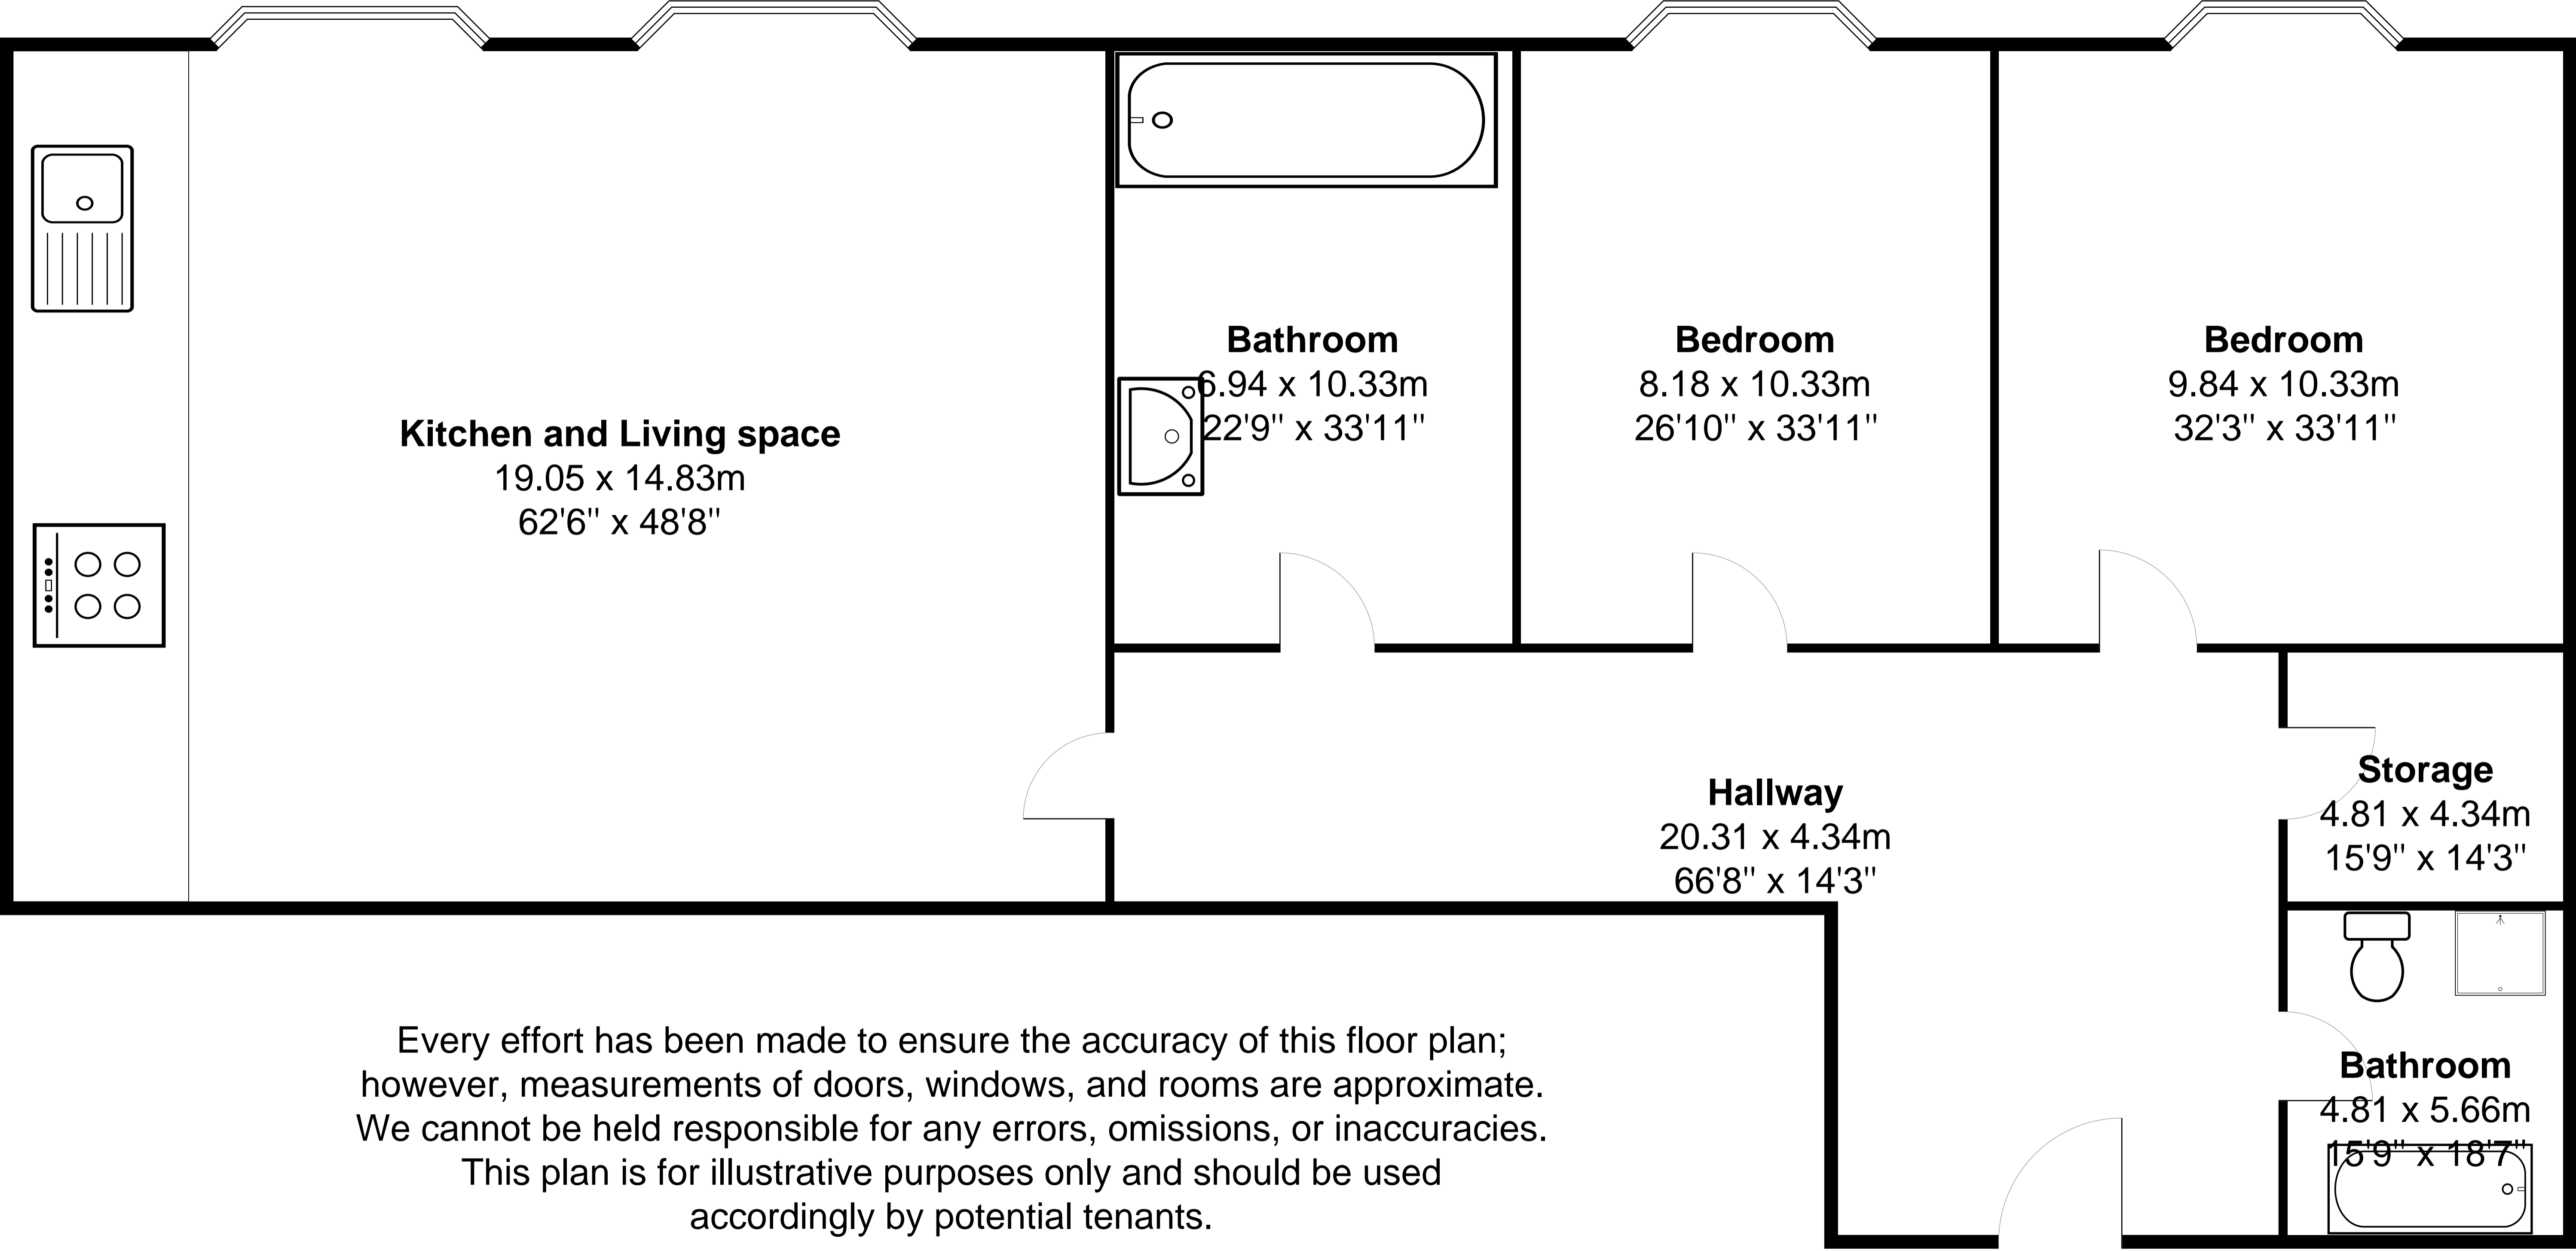 Bathroom
6.94 x 10.33m
22'9" x 33'11"
Bedroom
8.18 x 10.33m
26'10" x 33'11"
Bedroom
9.84 x 10.33m
32'3" x 33'11"
Kitchen and Living space
19.05 x 14.83m
62'6" x 48'8"
Hallway
20.31 x 4.34m
66'8" x 14'3"
Storage
4.81 x 4.34m
15'9" x 14'3"
Bathroom
4.81 x 5.66m
15'9" x 18'7"
Every effort has been made to ensure the accuracy of this floor plan;
however, measurements of doors, windows, and rooms are approximate.
We cannot be held responsible for any errors, omissions, or inaccuracies.
This plan is for illustrative purposes only and should be used
accordingly by potential tenants.